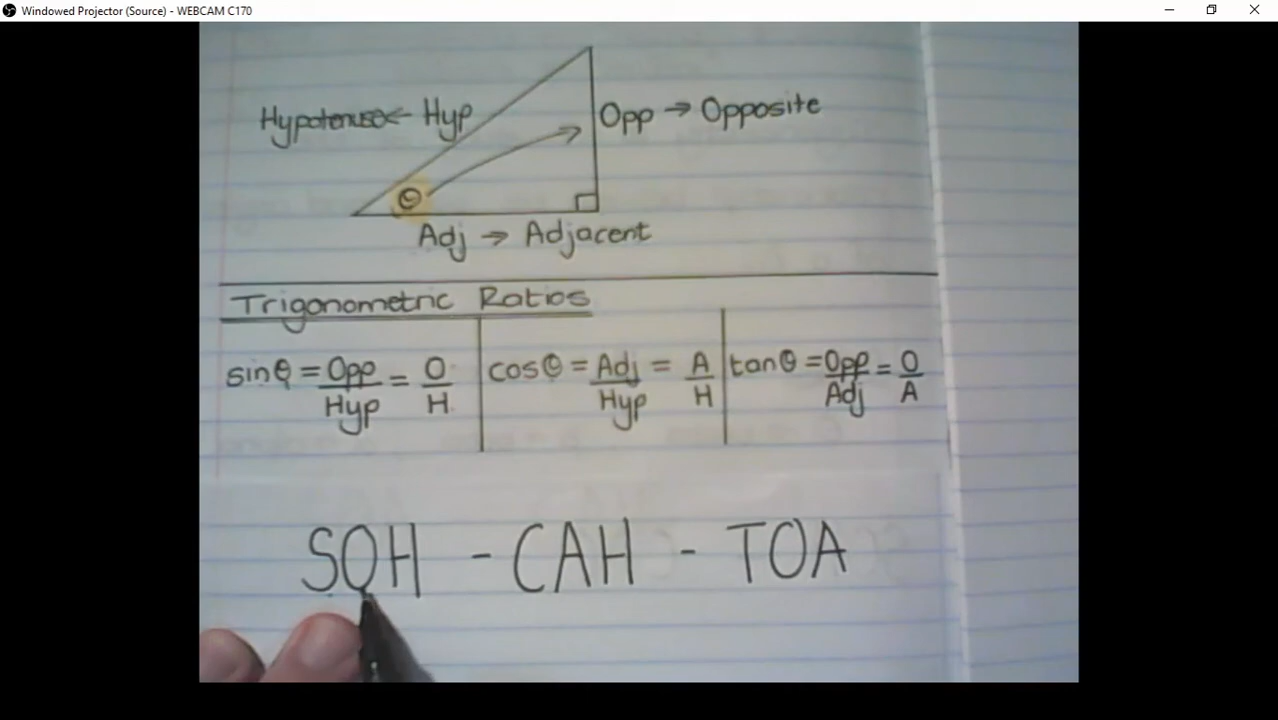 Windowed Projector (Source) - WEBCAM C170
Hypotenuse ← Hyp
Opp → Opposite
θ
Adj → Adjacent
Trigonometric Ratios
sinθ = Opp/Hyp = O/H
cosθ = Adj/Hyp = A/H
tanθ = Opp/Adj = O/A
SOH - CAH - TOA